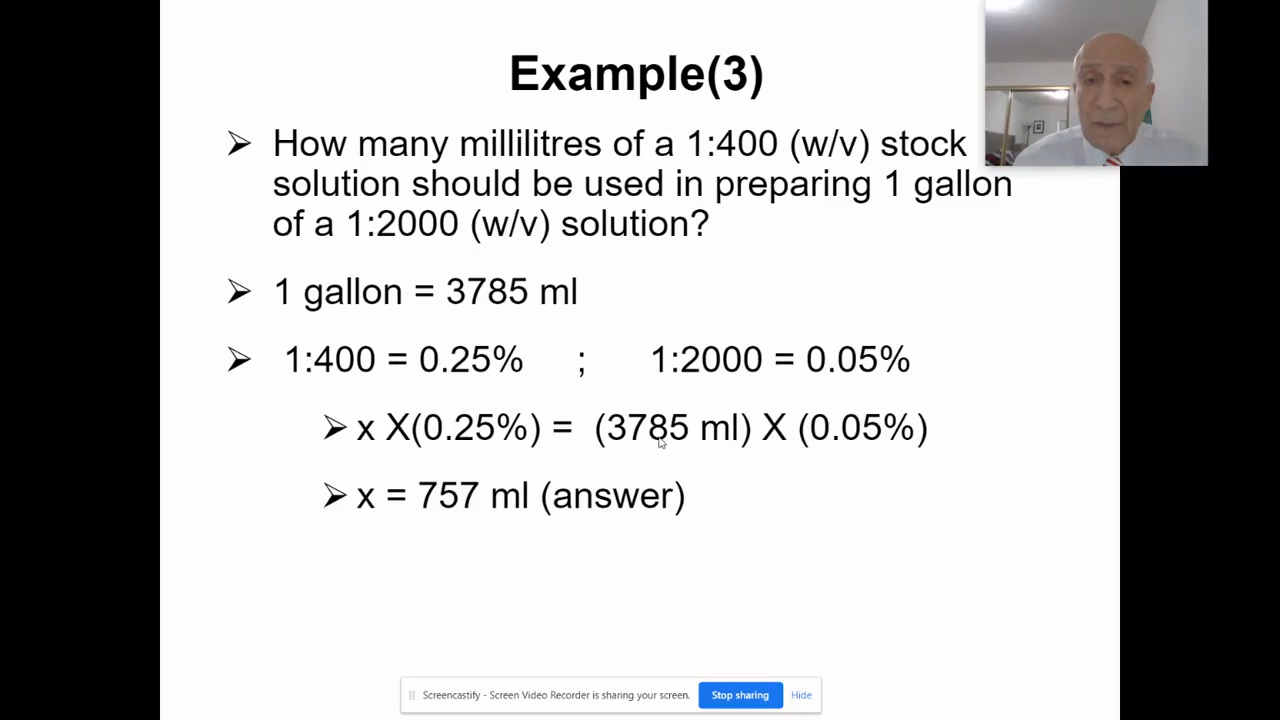 Example(3)
➢ How many millilitres of a 1:400 (w/v) stock
solution should be used in preparing 1 gallon
of a 1:2000 (w/v) solution?
➢ 1 gallon = 3785 ml
➢ 1:400 = 0.25% ; 1:2000 = 0.05%
➢ x X(0.25%) = (3785 ml) X (0.05%)
➢ x = 757 ml (answer)
Screencastify - Screen Video Recorder is sharing your screen. Stop sharing Hide